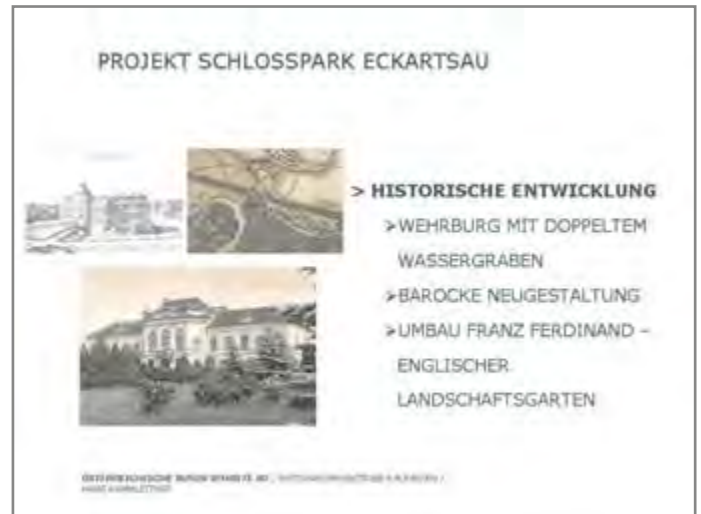 PROJEKT SCHLOSSPARK ECKARTSAU
> HISTORISCHE ENTWICKLUNG
>WEHRBURG MIT DOPPELTEM
WASSERGRABEN
>BAROCKE NEUGESTALTUNG
>UMBAU FRANZ FERDINAND –
ENGLISCHER
LANDSCHAFTSGARTEN